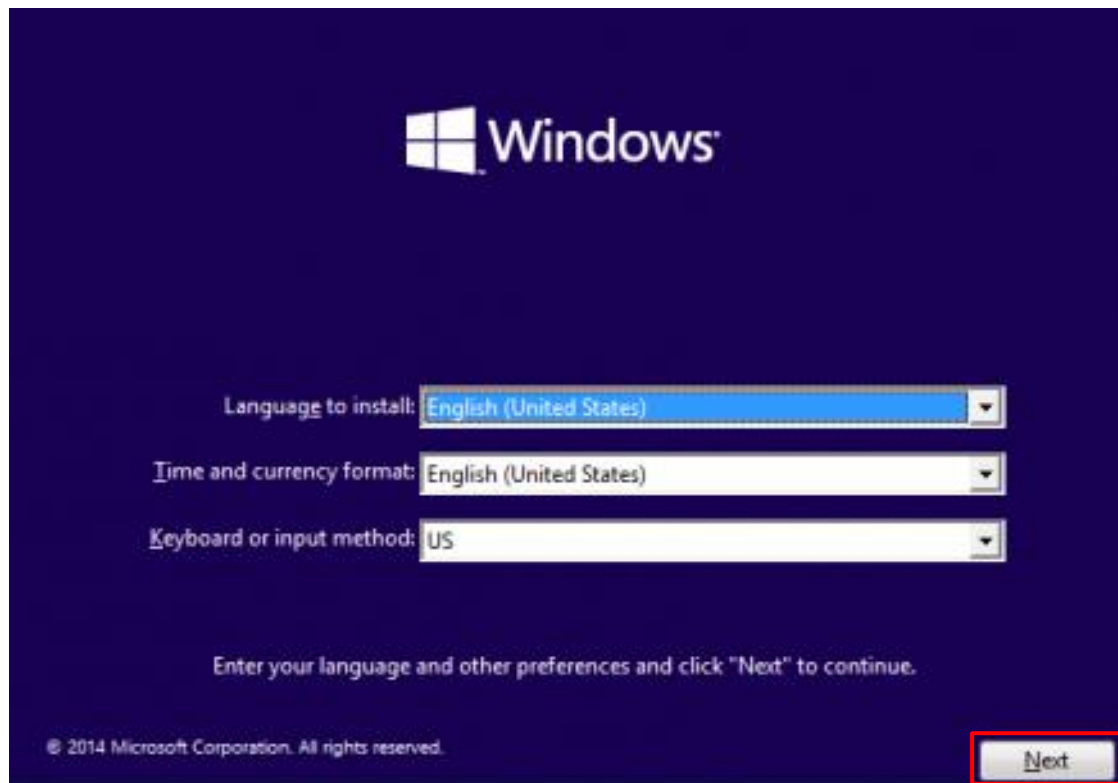 Windows
Language to install: English (United States)
Time and currency format: English (United States)
Keyboard or input method: US
Enter your language and other preferences and click "Next" to continue.
© 2014 Microsoft Corporation. All rights reserved.
Next